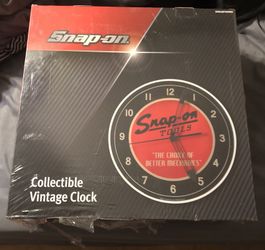 Snap-on
12
11
1
10
2
Snap-on
TOOLS
9
3
"THE CHOICE OF
BETTER MECHANICS"
8
4
7
5
6
Collectible
Vintage Clock